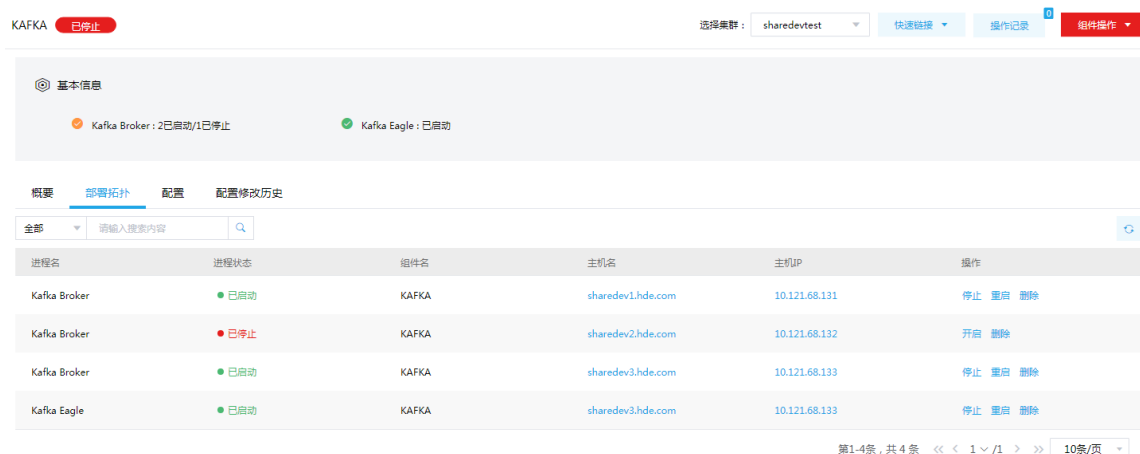 KAFKA 已停止 选择集群： sharedevtest 快速链接 操作记录 0 组件操作
基本信息
Kafka Broker : 2已启动/1已停止 Kafka Eagle : 已启动
概要 部署拓扑 配置 配置修改历史
全部 请输入搜索内容
进程名 进程状态 组件名 主机名 主机IP 操作
Kafka Broker 已启动 KAFKA sharedev1.hde.com 10.121.68.131 停止 重启 删除
Kafka Broker 已停止 KAFKA sharedev2.hde.com 10.121.68.132 开启 删除
Kafka Broker 已启动 KAFKA sharedev3.hde.com 10.121.68.133 停止 重启 删除
Kafka Eagle 已启动 KAFKA sharedev3.hde.com 10.121.68.133 停止 重启 删除
第1-4条，共 4 条 1 /1 10条/页